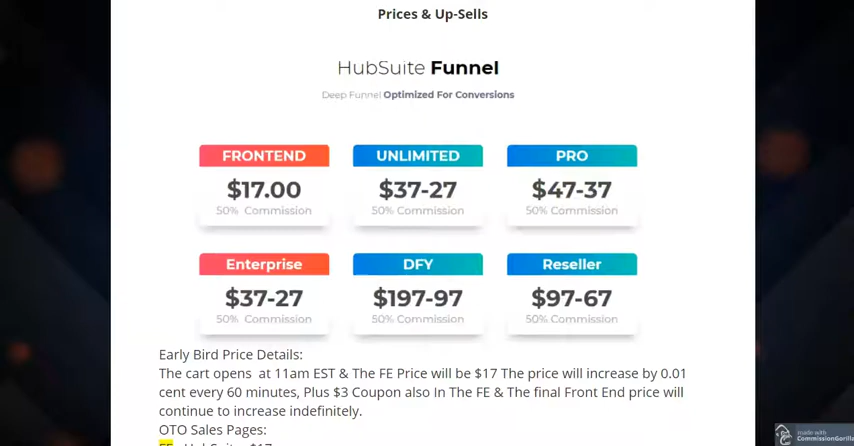 Prices & Up-Sells
HubSuite Funnel
Deep Funnel Optimized For Conversions
FRONTEND
$17.00
50% Commission
UNLIMITED
$37-27
50% Commission
PRO
$47-37
50% Commission
Enterprise
$37-27
50% Commission
DFY
$197-97
50% Commission
Reseller
$97-67
50% Commission
Early Bird Price Details:
The cart opens at 11am EST & The FE Price will be $17 The price will increase by 0.01
cent every 60 minutes, Plus $3 Coupon also In The FE & The final Front End price will
continue to increase indefinitely.
OTO Sales Pages:
made with
CommissionGorilla